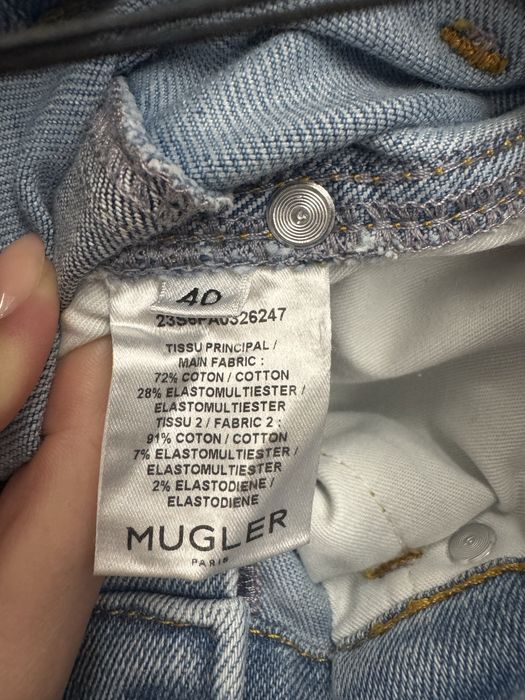 40
23S6PA0326247
TISSU PRINCIPAL /
MAIN FABRIC :
72% COTON / COTTON
28% ELASTOMULTIESTER /
ELASTOMULTIESTER
TISSU 2 / FABRIC 2 :
91% COTON / COTTON
7% ELASTOMULTIESTER /
ELASTOMULTIESTER
2% ELASTODIENE /
ELASTODIENE
MUGLER
PARIS